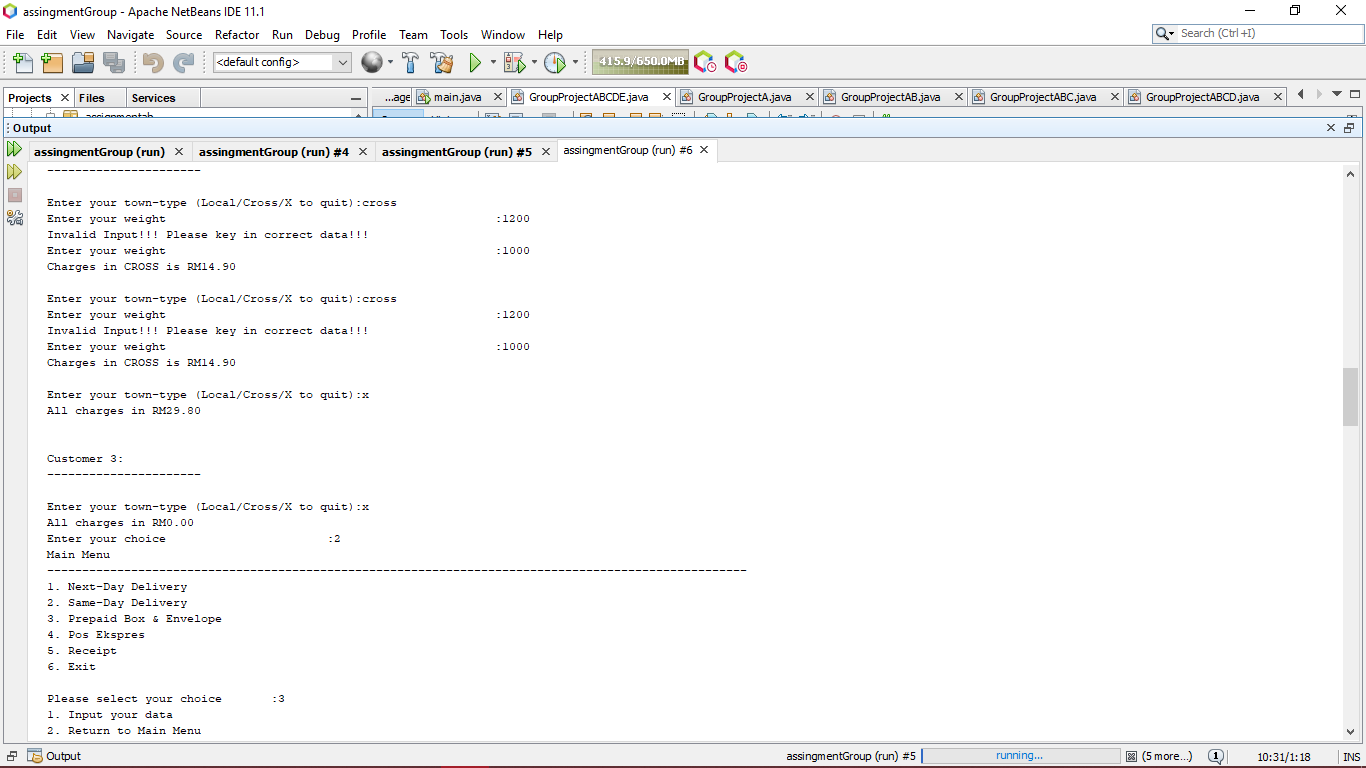 assingmentGroup - Apache NetBeans IDE 11.1
File Edit View Navigate Source Refactor Run Debug Profile Team Tools Window Help
Search (Ctrl+I)
<default config>
415.9/650.0MB
Projects Files Services
...age main.java GroupProjectABCDE.java GroupProjectA.java GroupProjectAB.java GroupProjectABC.java GroupProjectABCD.java
assignmentab
Output
assingmentGroup (run) assingmentGroup (run) #4 assingmentGroup (run) #5 assingmentGroup (run) #6
----------------------
Enter your town-type (Local/Cross/X to quit):cross
Enter your weight :1200
Invalid Input!!! Please key in correct data!!!
Enter your weight :1000
Charges in CROSS is RM14.90
Enter your town-type (Local/Cross/X to quit):cross
Enter your weight :1200
Invalid Input!!! Please key in correct data!!!
Enter your weight :1000
Charges in CROSS is RM14.90
Enter your town-type (Local/Cross/X to quit):x
All charges in RM29.80
Customer 3:
----------------------
Enter your town-type (Local/Cross/X to quit):x
All charges in RM0.00
Enter your choice :2
Main Menu
----------------------------------------------------------------------------------------------------
1. Next-Day Delivery
2. Same-Day Delivery
3. Prepaid Box & Envelope
4. Pos Ekspres
5. Receipt
6. Exit
Please select your choice :3
1. Input your data
2. Return to Main Menu
Output
assingmentGroup (run) #5 running... (5 more...) 1 10:31/1:18 INS